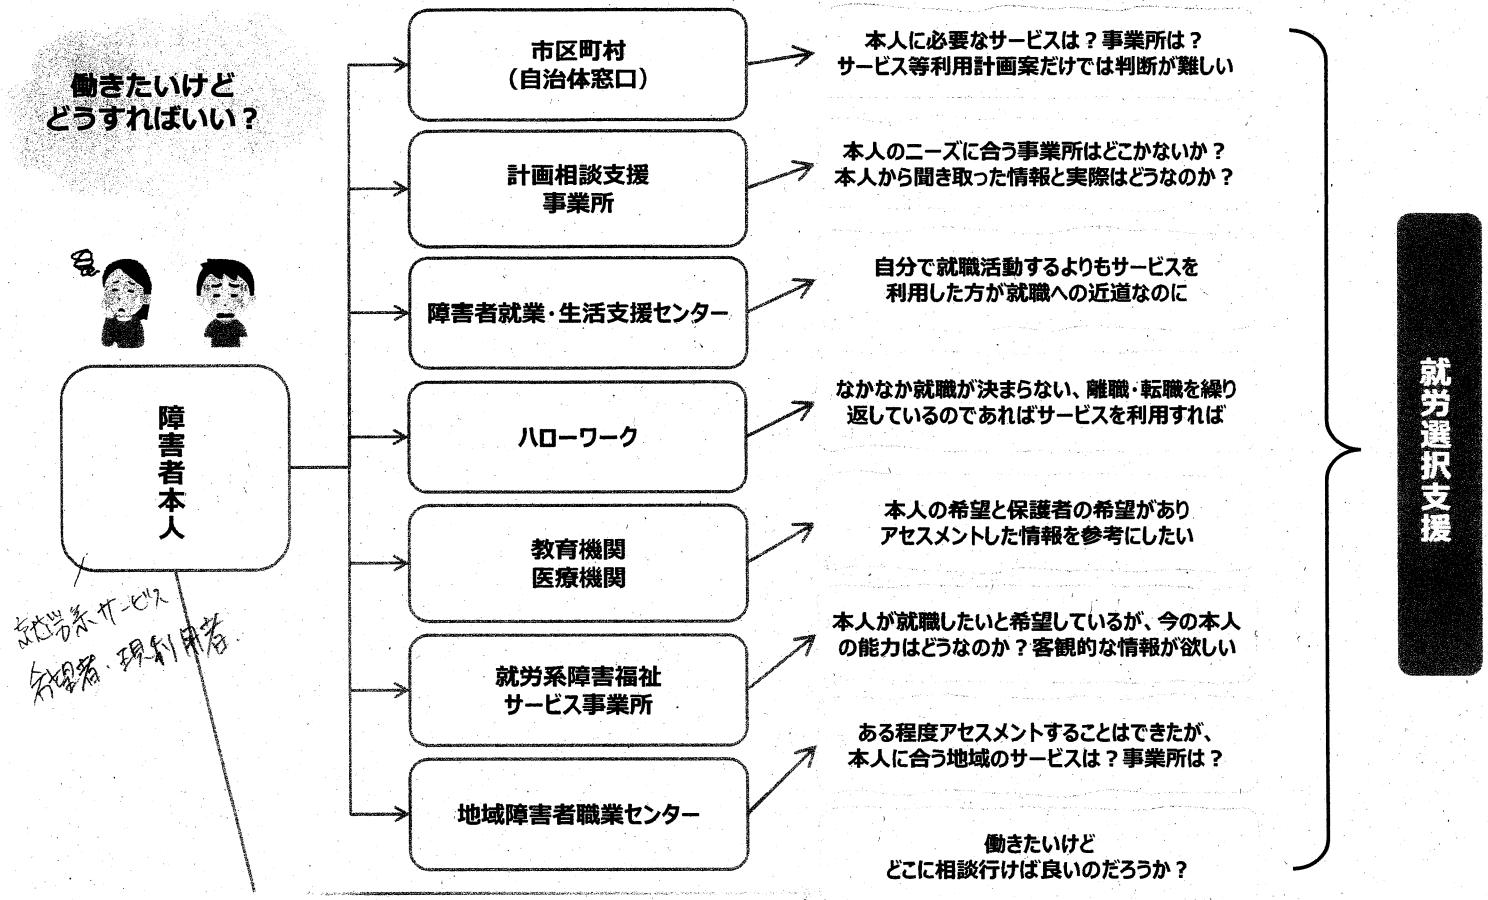 働きたいけど
どうすればいい？
障害者本人
就労系サービス
希望者・現利用者.
市区町村
（自治体窓口）
本人に必要なサービスは？事業所は？
サービス等利用計画案だけでは判断が難しい
計画相談支援
事業所
本人のニーズに合う事業所はどこかないか？
本人から聞き取った情報と実際はどうなのか？
障害者就業・生活支援センター
自分で就職活動するよりもサービスを
利用した方が就職への近道なのに
ハローワーク
なかなか就職が決まらない、離職・転職を繰り
返しているのであればサービスを利用すれば
教育機関
医療機関
本人の希望と保護者の希望があり
アセスメントした情報を参考にしたい
就労系障害福祉
サービス事業所
本人が就職したいと希望しているが、今の本人
の能力はどうなのか？客観的な情報が欲しい
地域障害者職業センター
ある程度アセスメントすることはできたが、
本人に合う地域のサービスは？事業所は？
働きたいけど
どこに相談行けば良いのだろうか？
就労選択支援